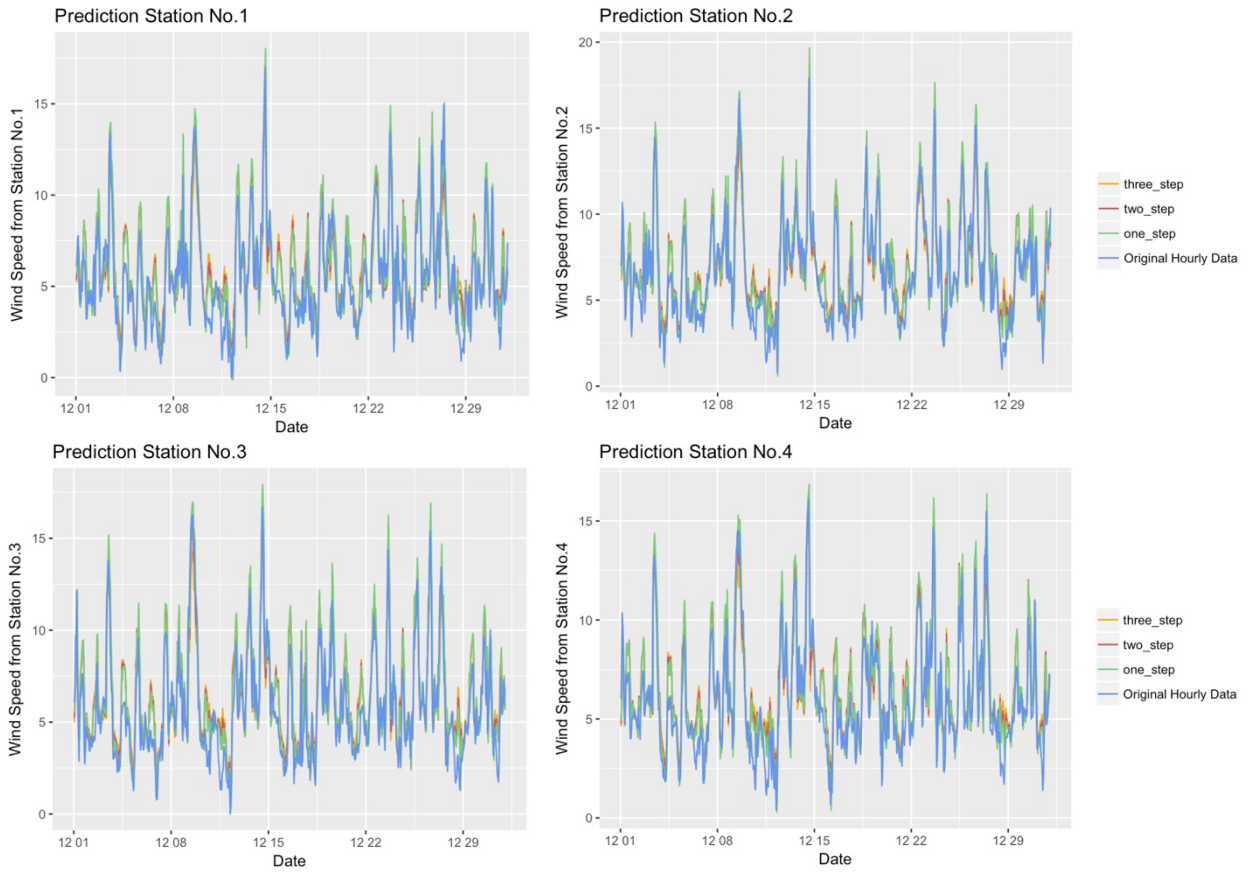 Prediction Station No.1
Wind Speed from Station No.1
15
10
5
0
12 01
12 08
12 15
12 22
12 29
Date
Prediction Station No.2
Wind Speed from Station No.2
20
15
10
5
0
12 01
12 08
12 15
12 22
12 29
Date
three_step
two_step
one_step
Original Hourly Data
Prediction Station No.3
Wind Speed from Station No.3
15
10
5
0
12 01
12 08
12 15
12 22
12 29
Date
Prediction Station No.4
Wind Speed from Station No.4
15
10
5
0
12 01
12 08
12 15
12 22
12 29
Date
three_step
two_step
one_step
Original Hourly Data